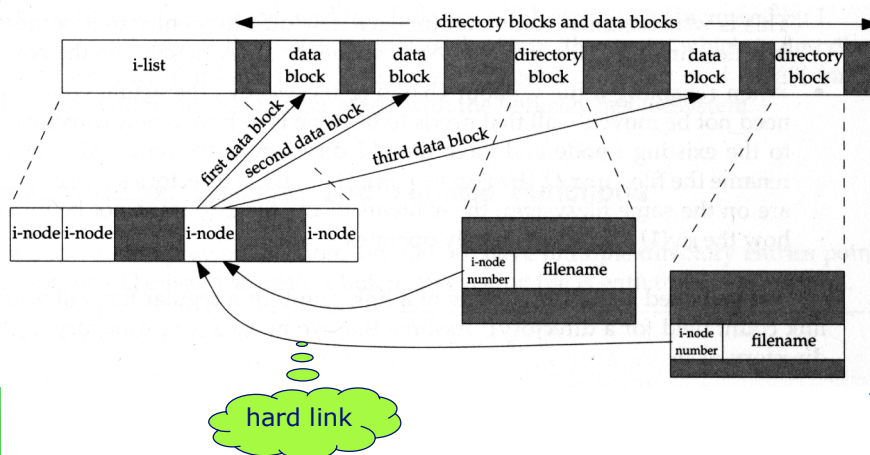 directory blocks and data blocks
i-list
data
block
data
block
directory
block
data
block
directory
block
first data block
second data block
third data block
i-node
i-node
i-node
i-node
i-node
number
filename
i-node
number
filename
hard link